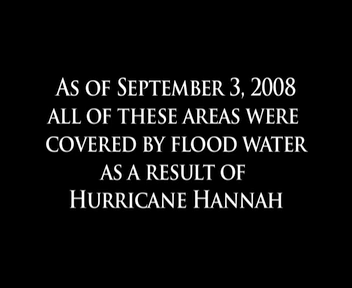 As of September 3, 2008
all of these areas were
covered by flood water
as a result of
Hurricane Hannah